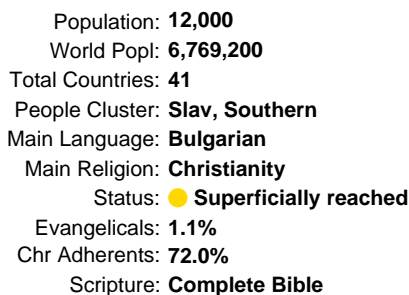 Population: 12,000
World Popl: 6,769,200
Total Countries: 41
People Cluster: Slav, Southern
Main Language: Bulgarian
Main Religion: Christianity
Status: Superficially reached
Evangelicals: 1.1%
Chr Adherents: 72.0%
Scripture: Complete Bible